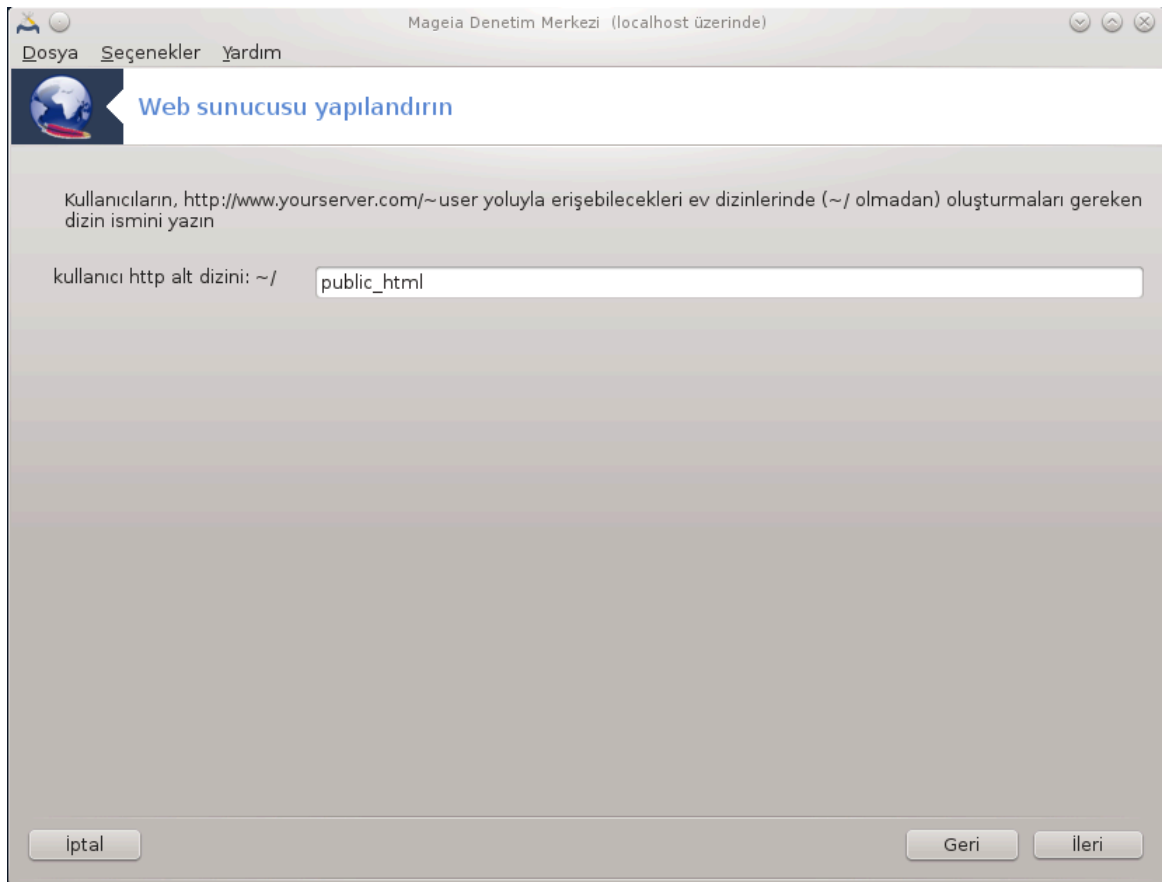 Mageia Denetim Merkezi (localhost üzerinde)
Dosya Seçenekler Yardım
Web sunucusu yapılandırın
Kullanıcıların, http://www.yourserver.com/~user yoluyla erişebilecekleri ev dizinlerinde (~/ olmadan) oluşturmaları gereken
dizin ismini yazın
kullanıcı http alt dizini: ~/ public_html
İptal Geri İleri